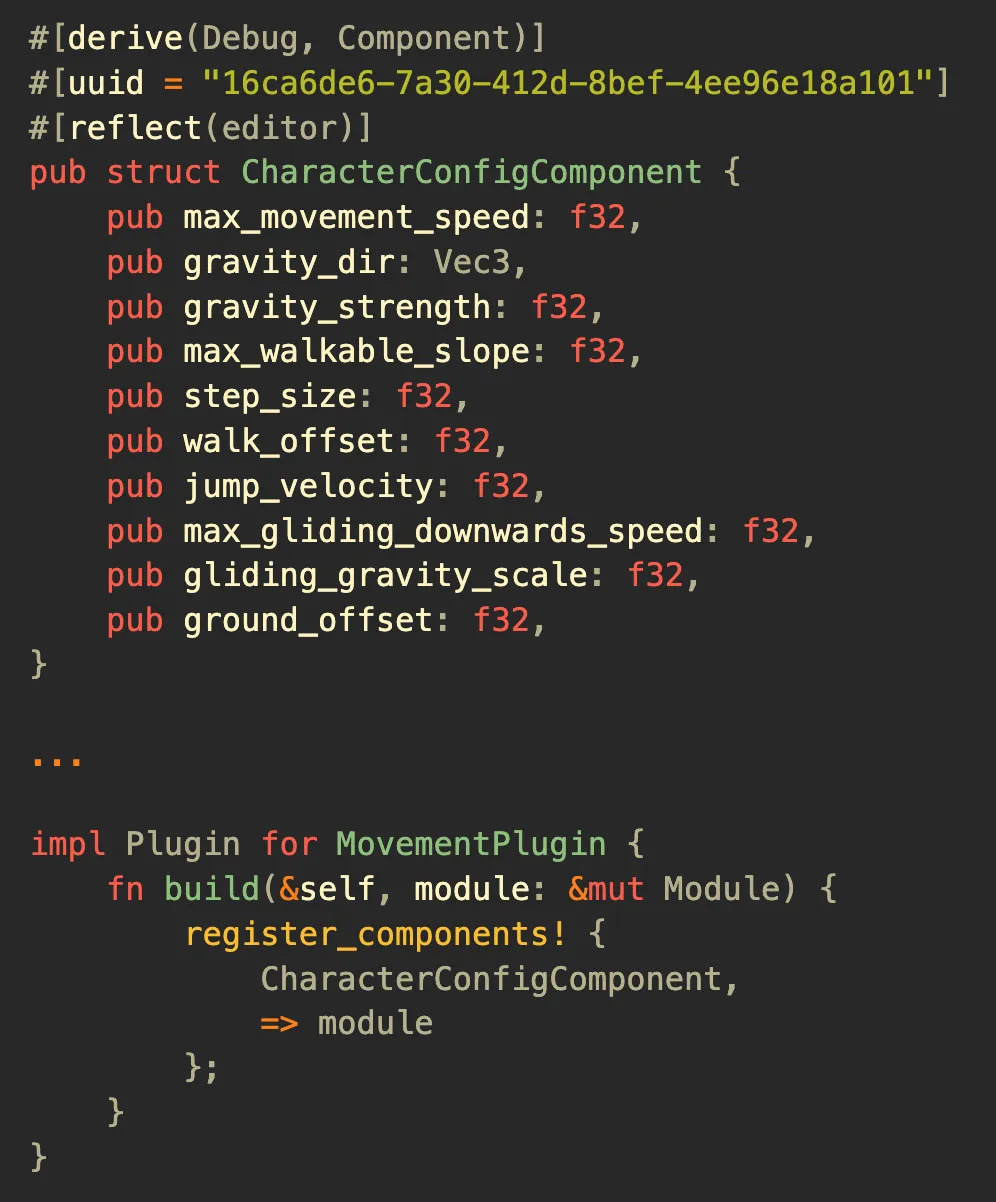 #[derive(Debug, Component)]
#[uuid = "16ca6de6-7a30-412d-8bef-4ee96e18a101"]
#[reflect(editor)]
pub struct CharacterConfigComponent {
    pub max_movement_speed: f32,
    pub gravity_dir: Vec3,
    pub gravity_strength: f32,
    pub max_walkable_slope: f32,
    pub step_size: f32,
    pub walk_offset: f32,
    pub jump_velocity: f32,
    pub max_gliding_downwards_speed: f32,
    pub gliding_gravity_scale: f32,
    pub ground_offset: f32,
}
...
impl Plugin for MovementPlugin {
    fn build(&self, module: &mut Module) {
        register_components! {
            CharacterConfigComponent,
            => module
        };
    }
}